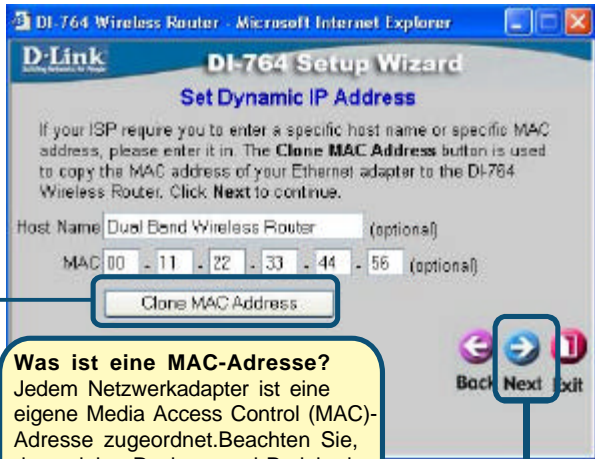 DI-764 Wireless Router - Microsoft Internet Explorer
D-Link
Building Networks for People
DI-764 Setup Wizard
Set Dynamic IP Address
If your ISP require you to enter a specific host name or specific MAC
address, please enter it in. The Clone MAC Address button is used
to copy the MAC address of your Ethernet adapter to the DI-764
Wireless Router. Click Next to continue.
Host Name Dual Band Wireless Router (optional)
MAC 00 - 11 - 22 - 33 - 44 - 56 (optional)
Clone MAC Address
Back Next Exit
Was ist eine MAC-Adresse?
Jedem Netzwerkadapter ist eine
eigene Media Access Control (MAC)-
Adresse zugeordnet.Beachten Sie,